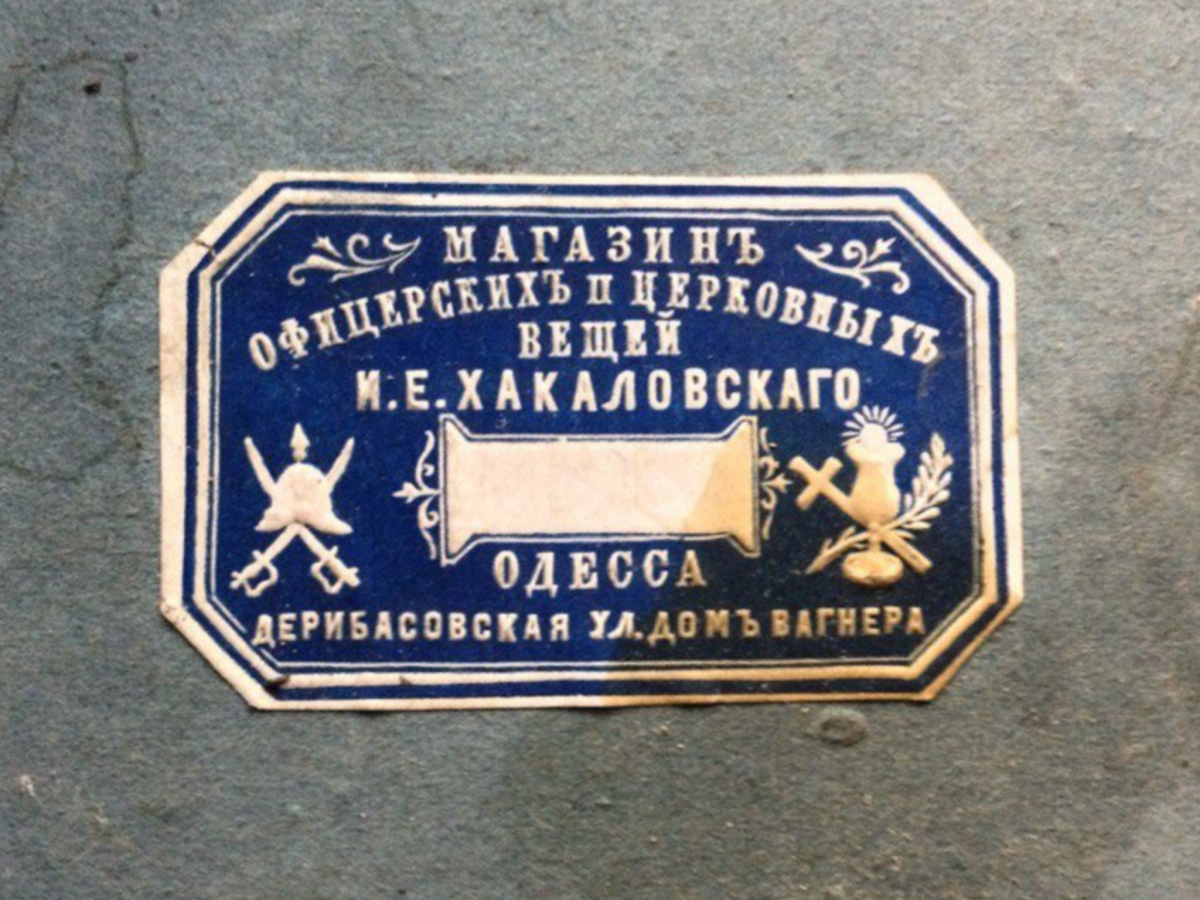 МАГАЗИНЪ
ОФИЦЕРСКИХЪ И ЦЕРКОВНЫХЪ
ВЕЩЕЙ
И.Е.ХАКАЛОВСКАГО
ОДЕССА
ДЕРИБАСОВСКАЯ УЛ.ДОМЪ ВАГНЕРА